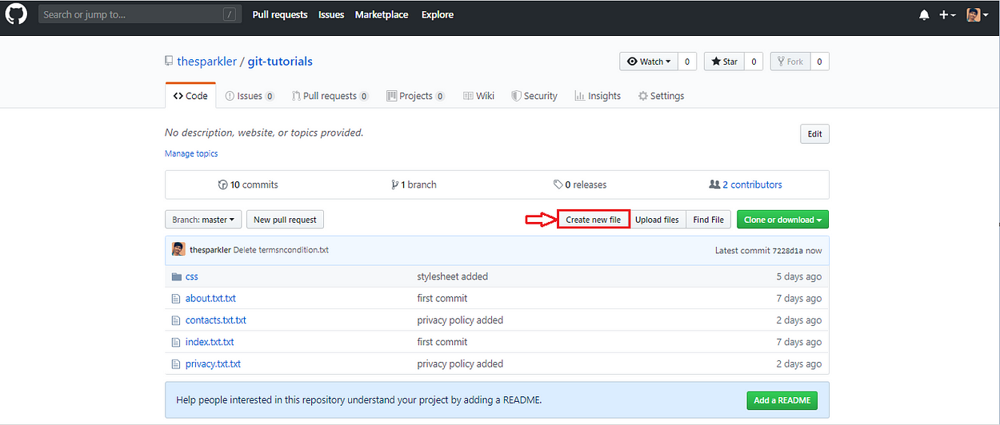 Search or jump to... / Pull requests Issues Marketplace Explore
thesparkler / git-tutorials Watch 0 Star 0 Fork 0
Code Issues 0 Pull requests 0 Projects 0 Wiki Security Insights Settings
No description, website, or topics provided. Edit
Manage topics
10 commits 1 branch 0 releases 2 contributors
Branch: master New pull request Create new file Upload files Find File Clone or download
thesparkler Delete termsncondition.txt Latest commit 7228d1a now
css stylesheet added 5 days ago
about.txt.txt first commit 7 days ago
contacts.txt.txt privacy policy added 2 days ago
index.txt.txt first commit 7 days ago
privacy.txt.txt privacy policy added 2 days ago
Help people interested in this repository understand your project by adding a README. Add a README